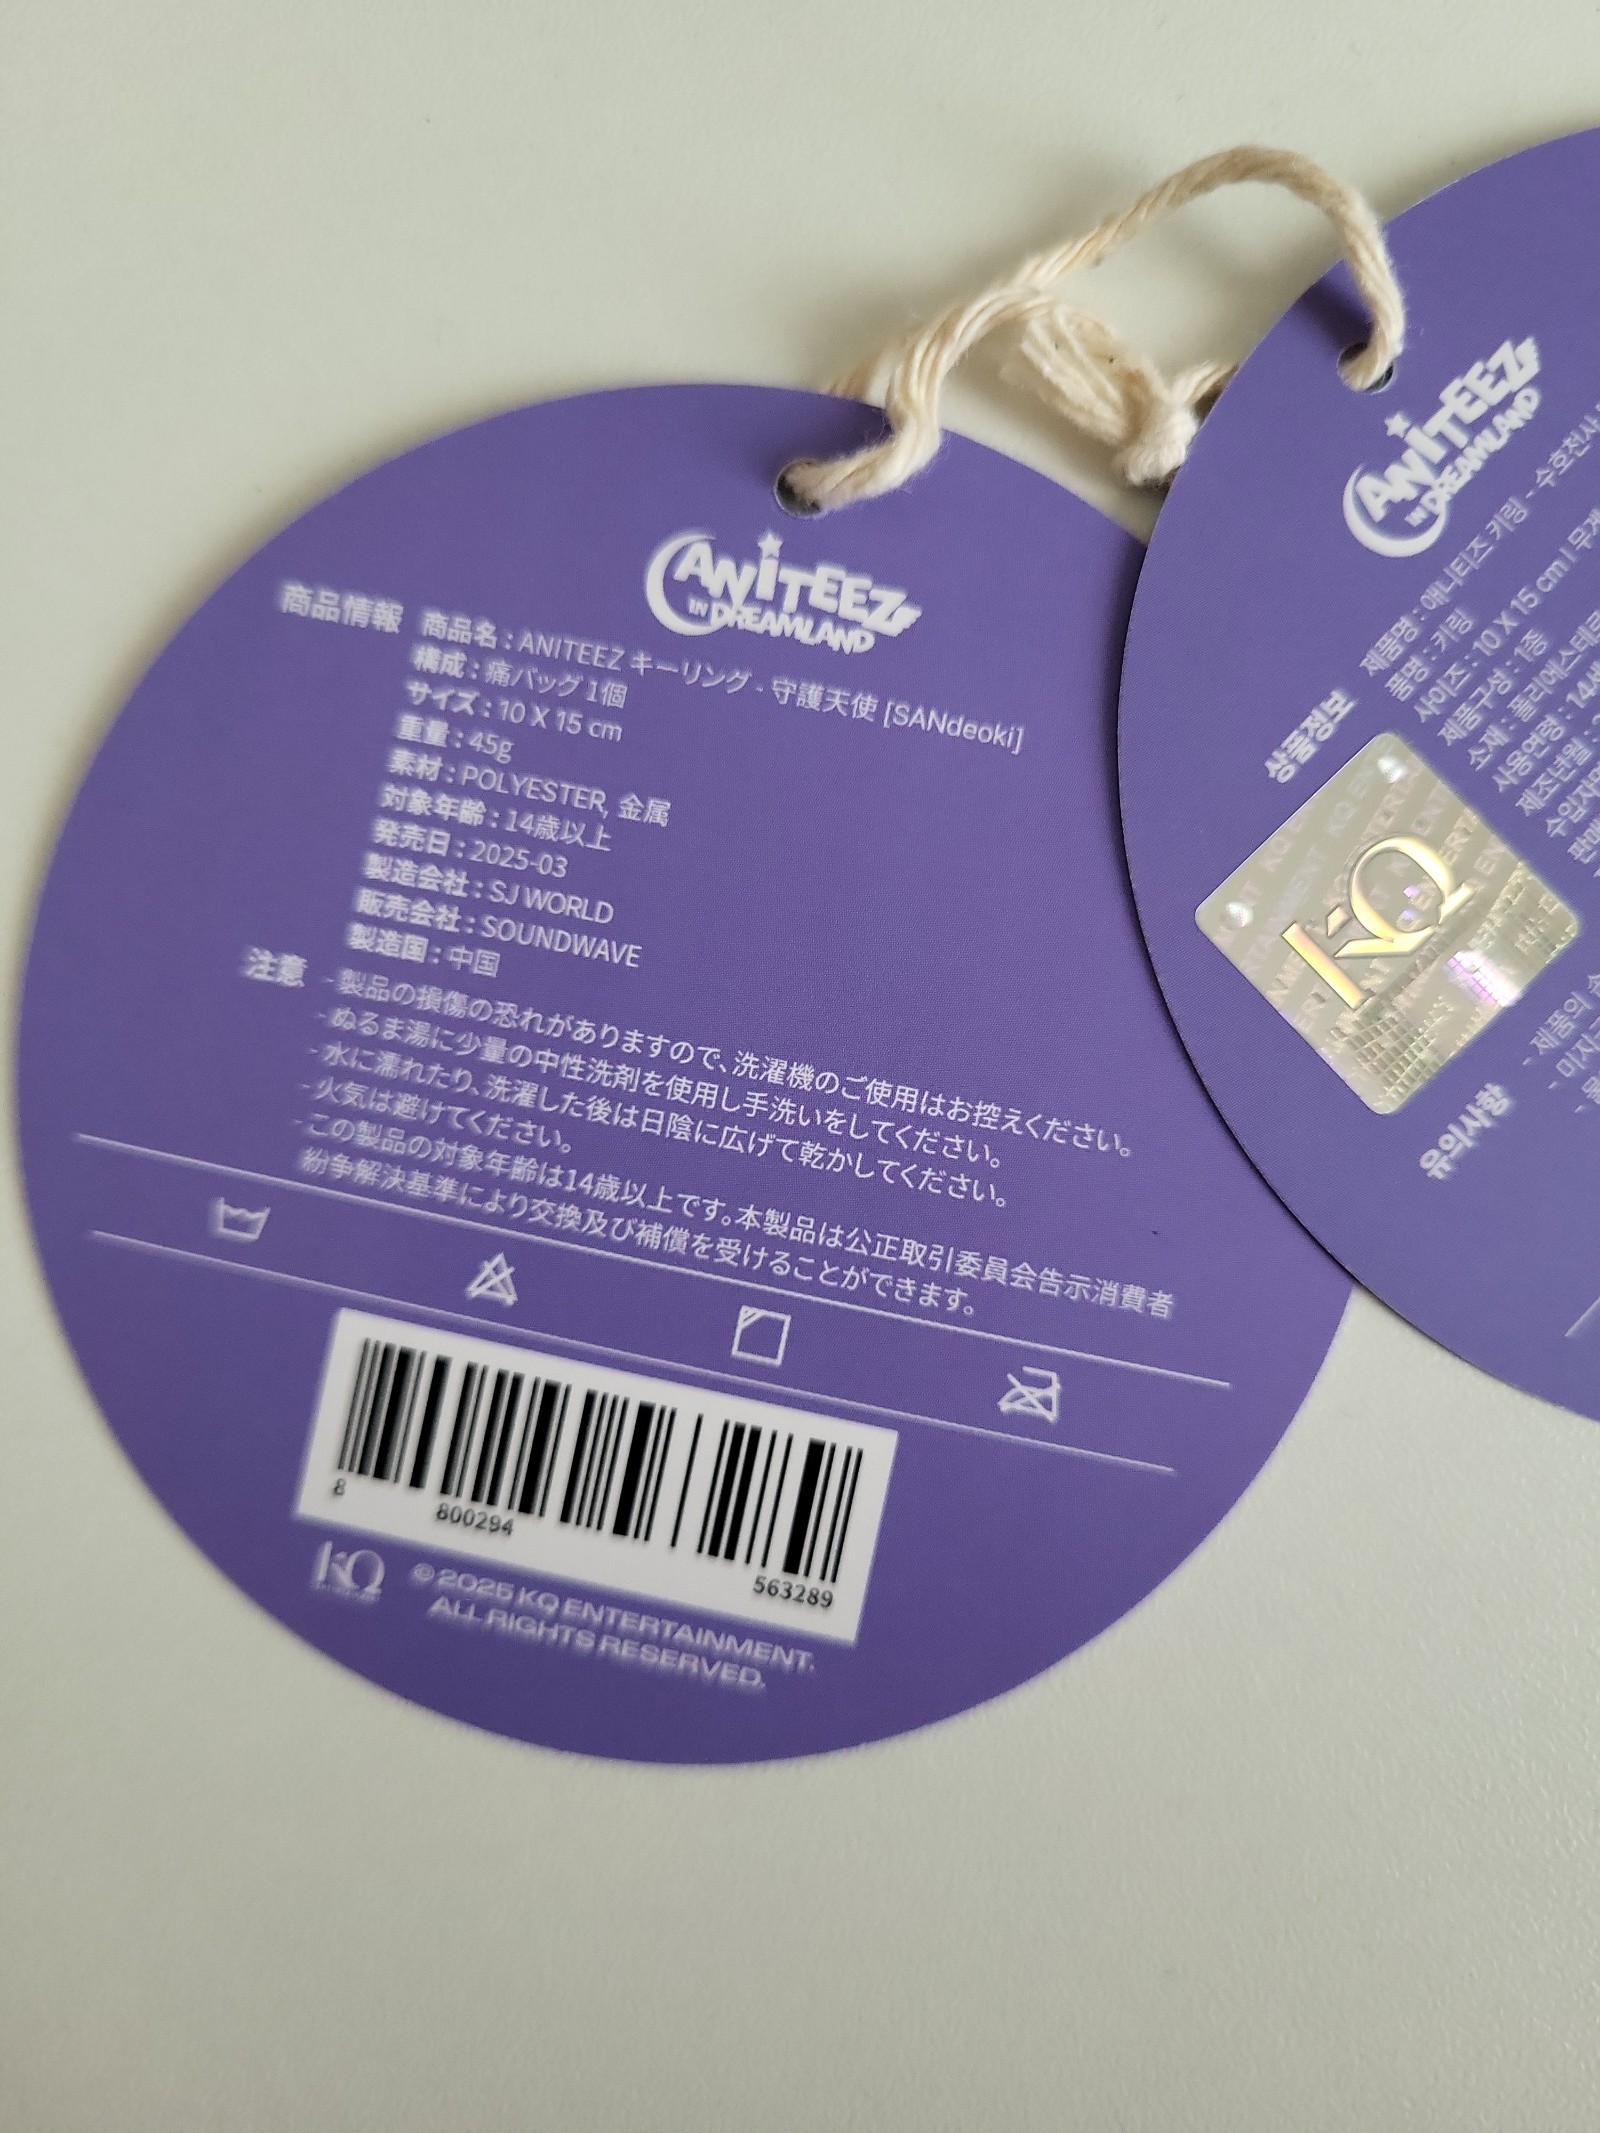 ANITEEZ
IN DREAMLAND
商品情報
商品名 : ANITEEZ キーリング - 守護天使 [SANdeoki]
構成 : 痛バッグ 1個
サイズ : 10 X 15 cm
重量 : 45g
素材 : POLYESTER, 金属
対象年齢 : 14歳以上
発売日 : 2025-03
製造会社 : SJ WORLD
販売会社 : SOUNDWAVE
製造国 : 中国
注意
- 製品の損傷の恐れがありますので、洗濯機のご使用はお控えください。
- ぬるま湯に少量の中性洗剤を使用し手洗いをしてください。
- 水に濡れたり、洗濯した後は日陰に広げて乾かしてください。
- 火気は避けてください。
- この製品の対象年齢は14歳以上です。本製品は公正取引委員会告示消費者
紛争解決基準により交換及び補償を受けることができます。
8 800294 563289
KQ
© 2025 KQ ENTERTAINMENT.
ALL RIGHTS RESERVED.
ANITEEZ
IN DREAMLAND
상품정보
제품명 : 애니티즈 키링 - 수호천사
품명 : 키링
사이즈 : 10 X 15 cm | 무게
제품구성 : 1종
소재 : 폴리에스테르
사용연령 : 14
제조년월 :
KQ
유의사항
- 제품의